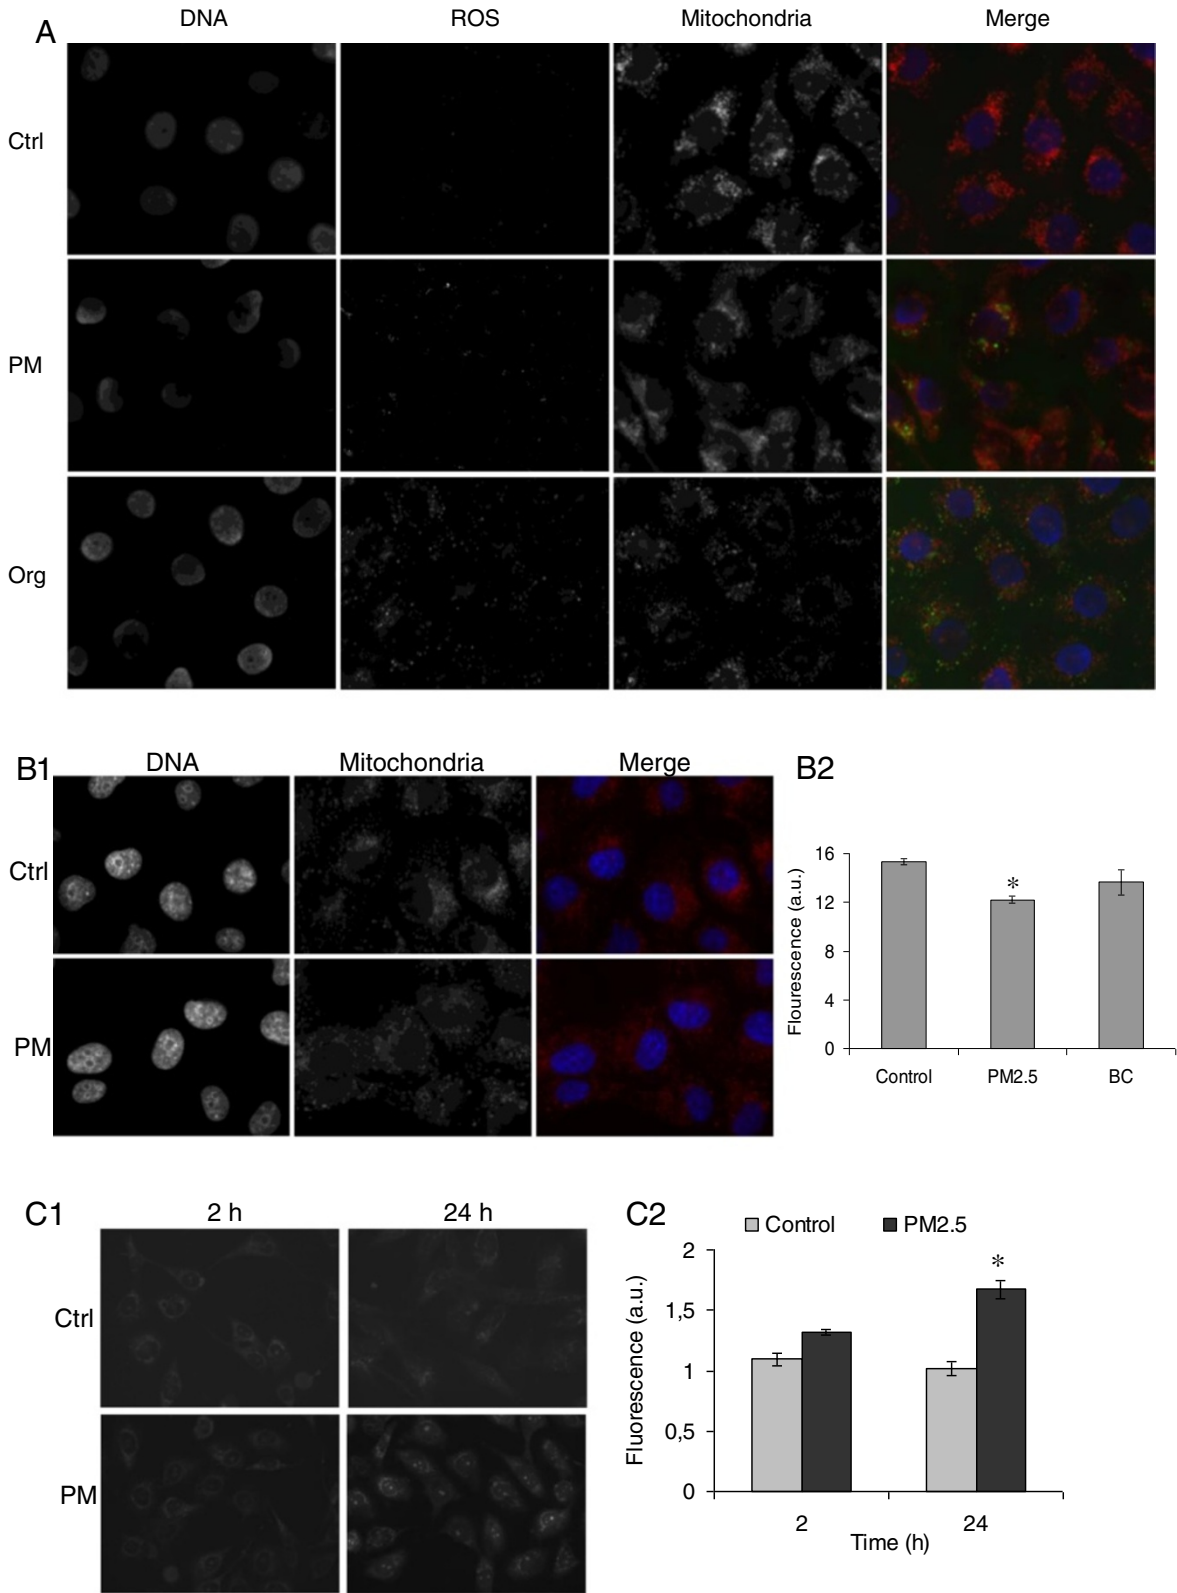 A
DNA ROS Mitochondria Merge
Ctrl
PM
Org
B1
DNA Mitochondria Merge
Ctrl
PM
B2
Flourescence (a.u.)
16
12
8
4
0
*
Control PM2.5 BC
C1
2 h 24 h
Ctrl
PM
C2
Control PM2.5
Fluorescence (a.u.)
2
1,5
1
0,5
0
*
2 24
Time (h)